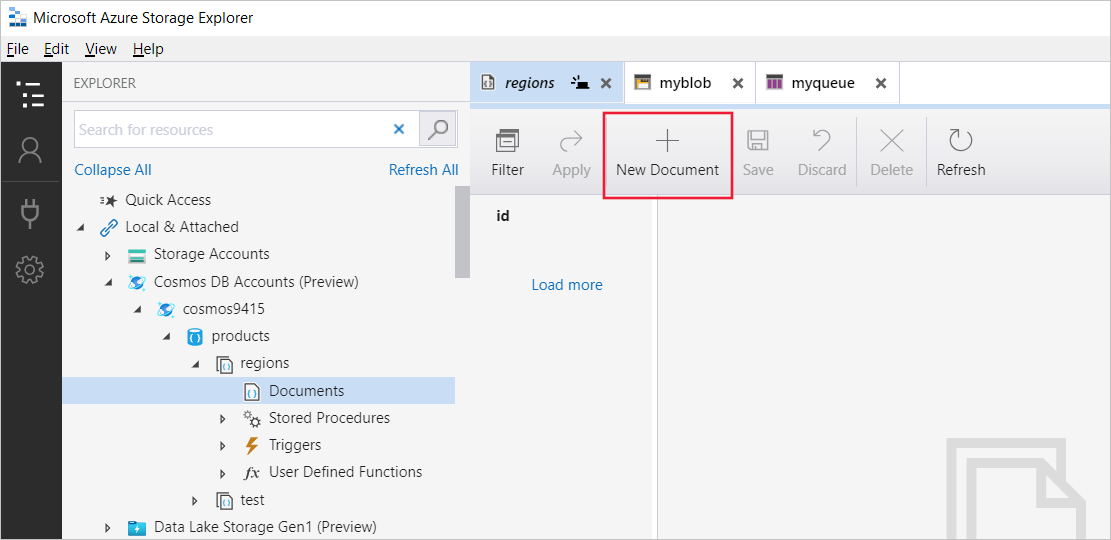 Microsoft Azure Storage Explorer
File Edit View Help
EXPLORER
Search for resources
Collapse All Refresh All
Quick Access
Local & Attached
Storage Accounts
Cosmos DB Accounts (Preview)
cosmos9415
products
regions
Documents
Stored Procedures
Triggers
fx User Defined Functions
test
Data Lake Storage Gen1 (Preview)
regions myblob myqueue
Filter Apply New Document Save Discard Delete Refresh
id
Load more